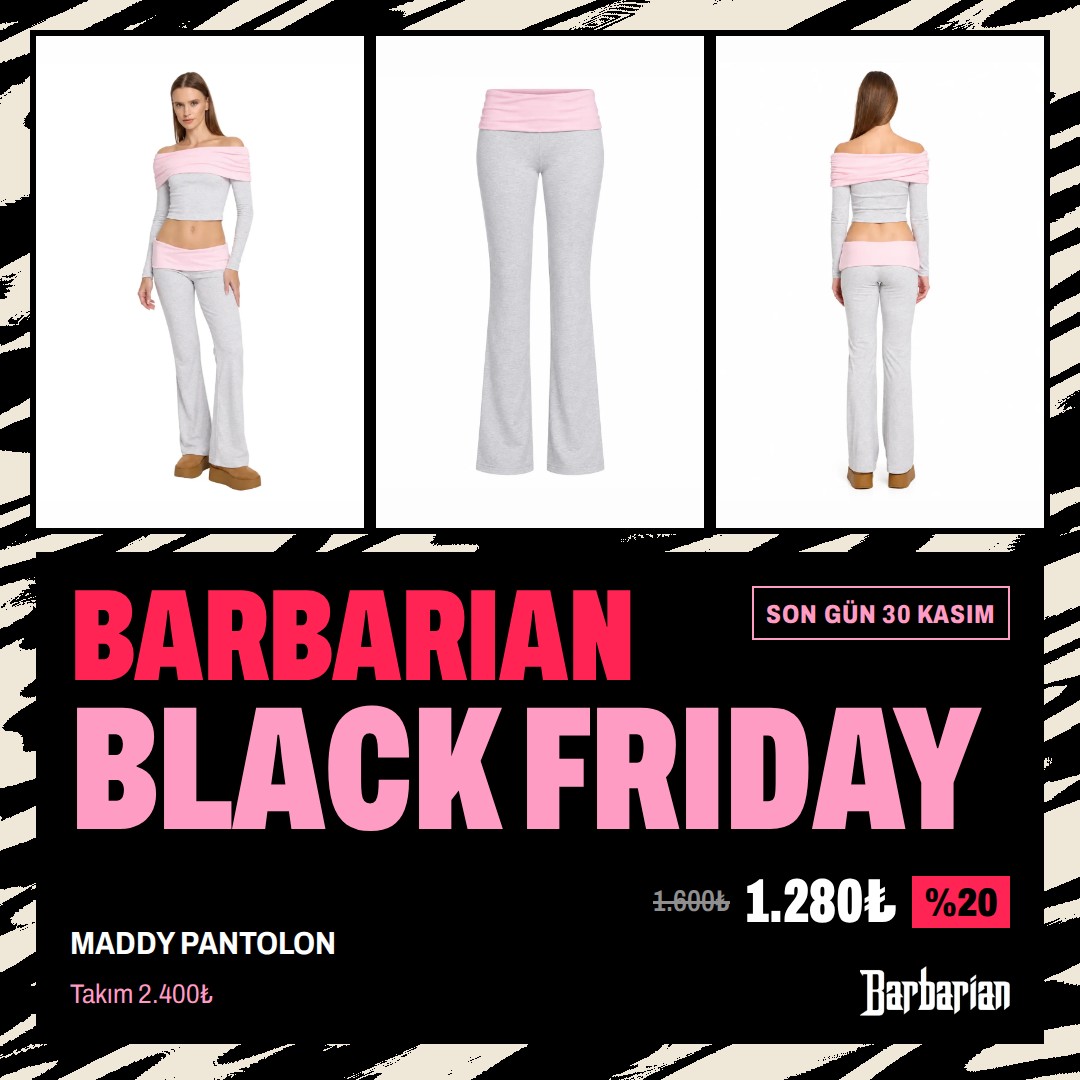 BARBARIAN
SON GÜN 30 KASIM
BLACK FRIDAY
1.600₺ 1.280₺ %20
MADDY PANTOLON
Takım 2.400₺
Barbarian